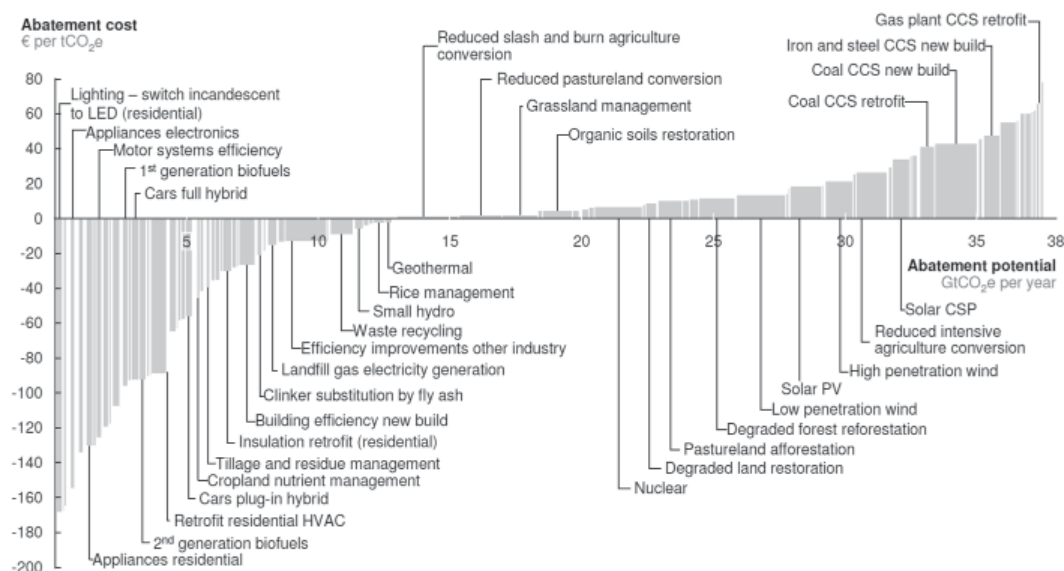 Abatement cost
€ per tCO2e
Gas plant CCS retrofit
Reduced slash and burn agriculture
conversion
Iron and steel CCS new build
Coal CCS new build
Reduced pastureland conversion
Coal CCS retrofit
Grassland management
Organic soils restoration
Lighting – switch incandescent
to LED (residential)
Appliances electronics
Motor systems efficiency
1st generation biofuels
Cars full hybrid
80
60
40
20
0
-20
-40
-60
-80
-100
-120
-140
-160
-180
-200
5
10
15
20
25
30
35
38
Abatement potential
GtCO2e per year
Geothermal
Rice management
Small hydro
Waste recycling
Efficiency improvements other industry
Landfill gas electricity generation
Clinker substitution by fly ash
Building efficiency new build
Insulation retrofit (residential)
Tillage and residue management
Cropland nutrient management
Cars plug-in hybrid
Retrofit residential HVAC
2nd generation biofuels
Appliances residential
Solar CSP
Reduced intensive
agriculture conversion
High penetration wind
Solar PV
Low penetration wind
Degraded forest reforestation
Pastureland afforestation
Degraded land restoration
Nuclear